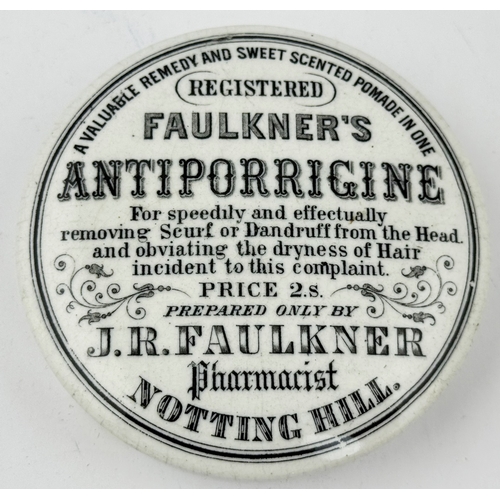 A VALUABLE REMEDY AND SWEET SCENTED POMADE IN ONE
REGISTERED
FAULKNER'S
ANTIPORRIGINE
For speedily and effectually
removing Scurf or Dandruff from the Head.
and obviating the dryness of Hair
incident to this complaint.
PRICE 2.S.
PREPARED ONLY BY
J.R.FAULKNER
Pharmacist
NOTTING HILL.